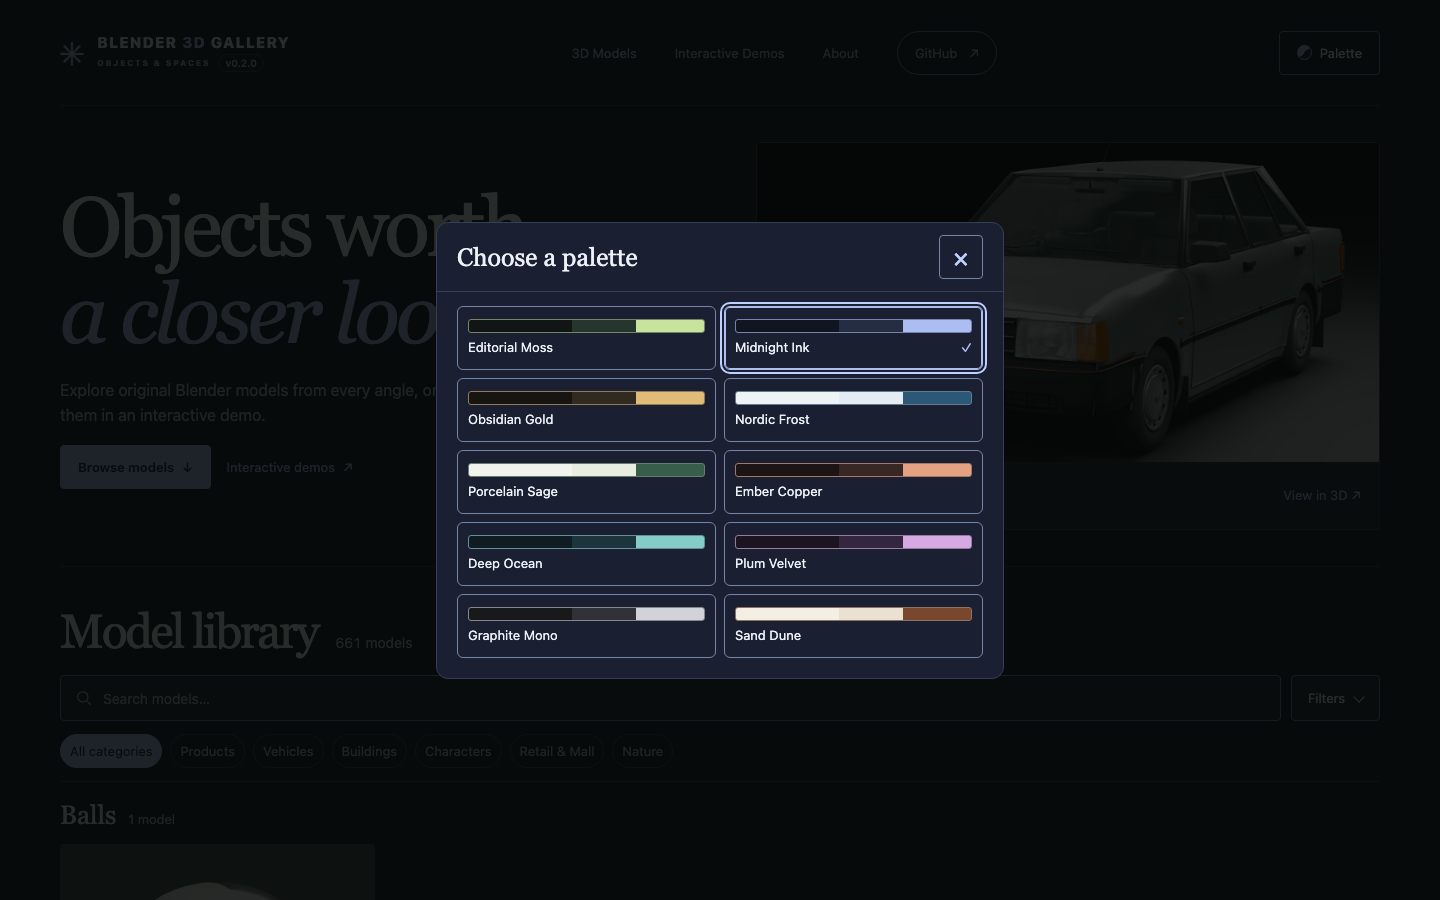 BLENDER 3D GALLERY
OBJECTS & SPACES v0.2.0
3D Models
Interactive Demos
About
GitHub ↗
Palette
Objects worth
a closer loo
Explore original Blender models from every angle, or
them in an interactive demo.
Browse models ↓
Interactive demos ↗
View in 3D ↗
Choose a palette
×
Editorial Moss
Midnight Ink ✓
Obsidian Gold
Nordic Frost
Porcelain Sage
Ember Copper
Deep Ocean
Plum Velvet
Graphite Mono
Sand Dune
Model library 661 models
Search models...
Filters
All categories
Products
Vehicles
Buildings
Characters
Retail & Mall
Nature
Balls 1 model